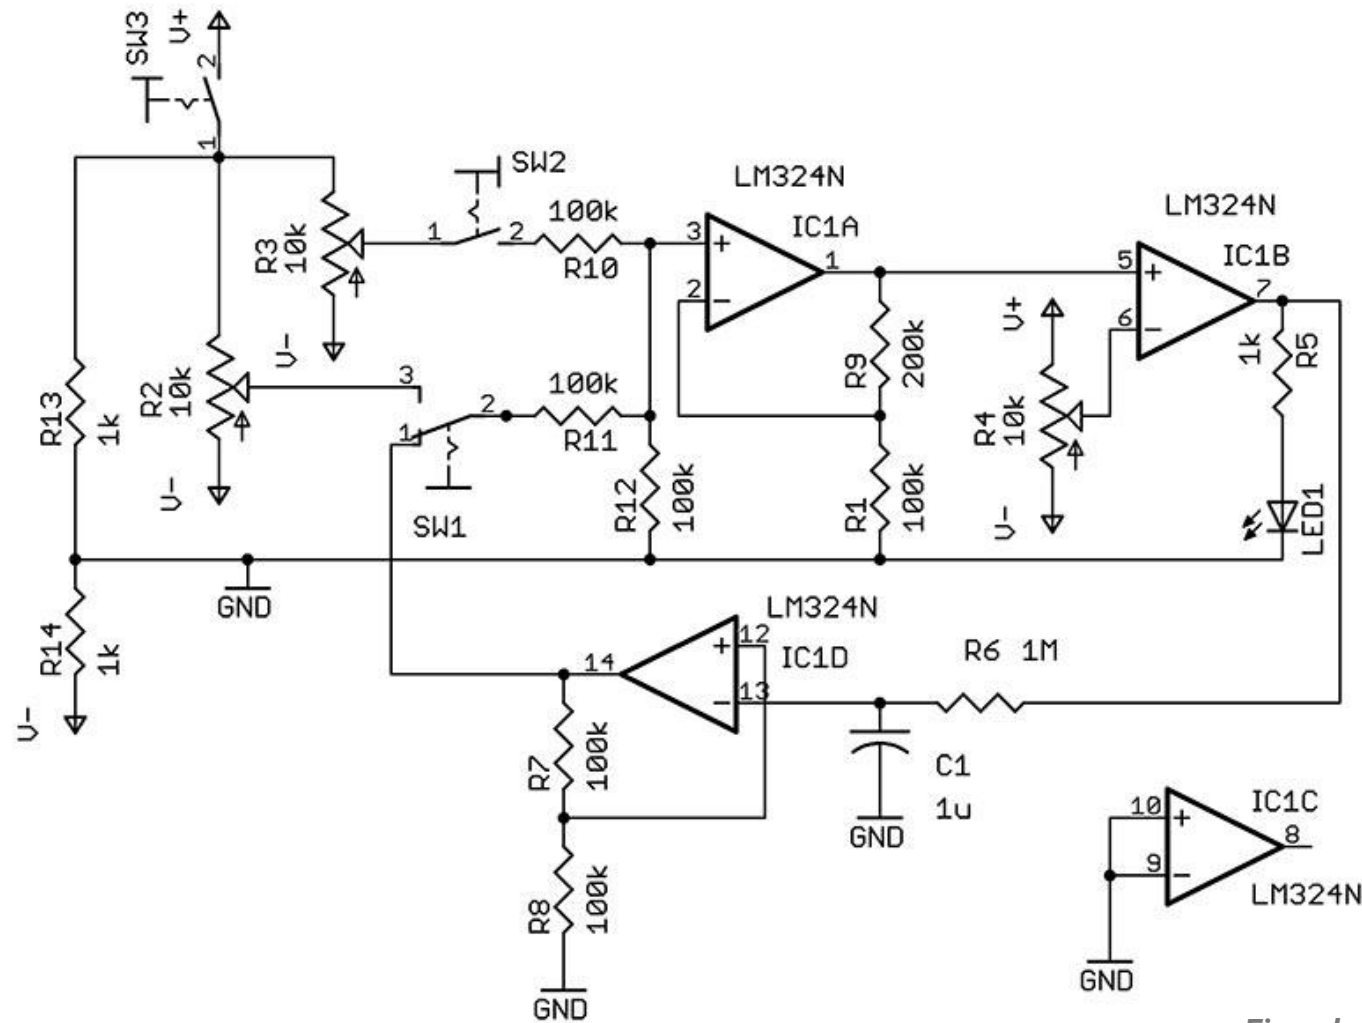 SW3
V+
2
1
SW2
LM324N
100k
IC1A
LM324N
1
2
3
1
R10
R3
10k
2
IC1B
5
7
6
V+
V-
R9
200k
1k
R5
R2
10k
3
100k
2
1
R11
R4
10k
R13
1k
V-
R12
100k
R1
100k
V-
LED1
SW1
GND
LM324N
R14
1k
14
12
13
IC1D
R6 1M
V-
R7
100k
C1
1u
GND
IC1C
10
9
8
LM324N
R8
100k
GND
GND